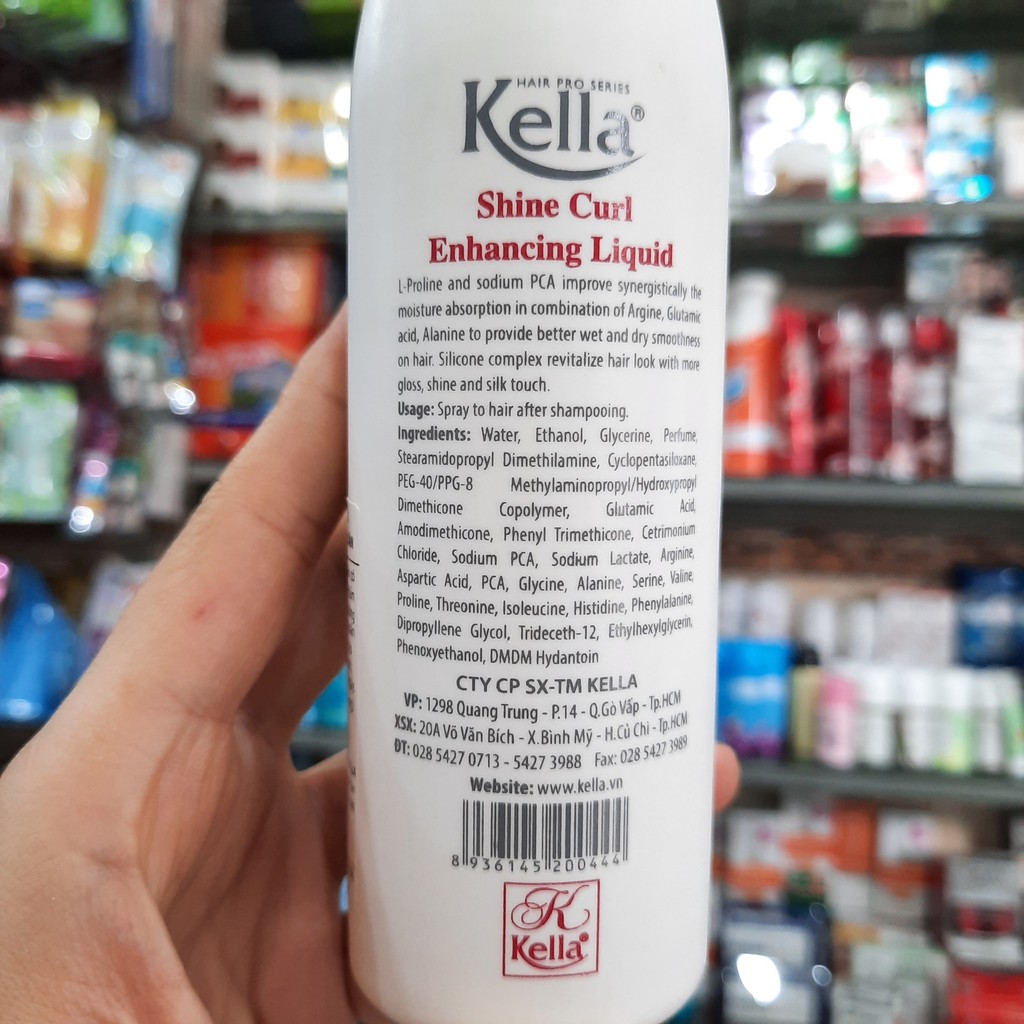 HAIR PRO SERIES
Kella®
Shine Curl
Enhancing Liquid
L-Proline and sodium PCA improve synergistically the
moisture absorption in combination of Argine, Glutamic
acid, Alanine to provide better wet and dry smoothness
on hair. Silicone complex revitalize hair look with more
gloss, shine and silk touch.
Usage: Spray to hair after shampooing.
Ingredients: Water, Ethanol, Glycerine, Perfume,
Stearamidopropyl Dimethilamine, Cyclopentasiloxane,
PEG-40/PPG-8 Methylaminopropyl/Hydroxypropyl
Dimethicone Copolymer, Glutamic Acid,
Amodimethicone, Phenyl Trimethicone, Cetrimonium
Chloride, Sodium PCA, Sodium Lactate, Arginine,
Aspartic Acid, PCA, Glycine, Alanine, Serine, Valine,
Proline, Threonine, Isoleucine, Histidine, Phenylalanine,
Dipropyllene Glycol, Trideceth-12, Ethylhexylglycerin,
Phenoxyethanol, DMDM Hydantoin
CTY CP SX-TM KELLA
VP: 1298 Quang Trung - P.14 - Q.Gò Vấp - Tp.HCM
XSX: 20A Võ Văn Bích - X.Bình Mỹ - H.Củ Chi - Tp.HCM
ĐT: 028 5427 0713 - 5427 3988 Fax: 028 5427 3989
Website: www.kella.vn
8 936145 200444
K
Kella®